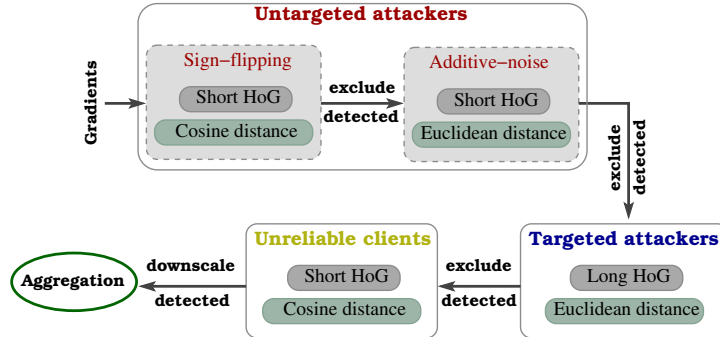 Untargeted attackers
Gradients
Sign−flipping
Short HoG
Cosine distance
exclude
detected
Additive−noise
Short HoG
Euclidean distance
exclude
detected
Targeted attackers
Long HoG
Euclidean distance
exclude
detected
Unreliable clients
Short HoG
Cosine distance
downscale
detected
Aggregation